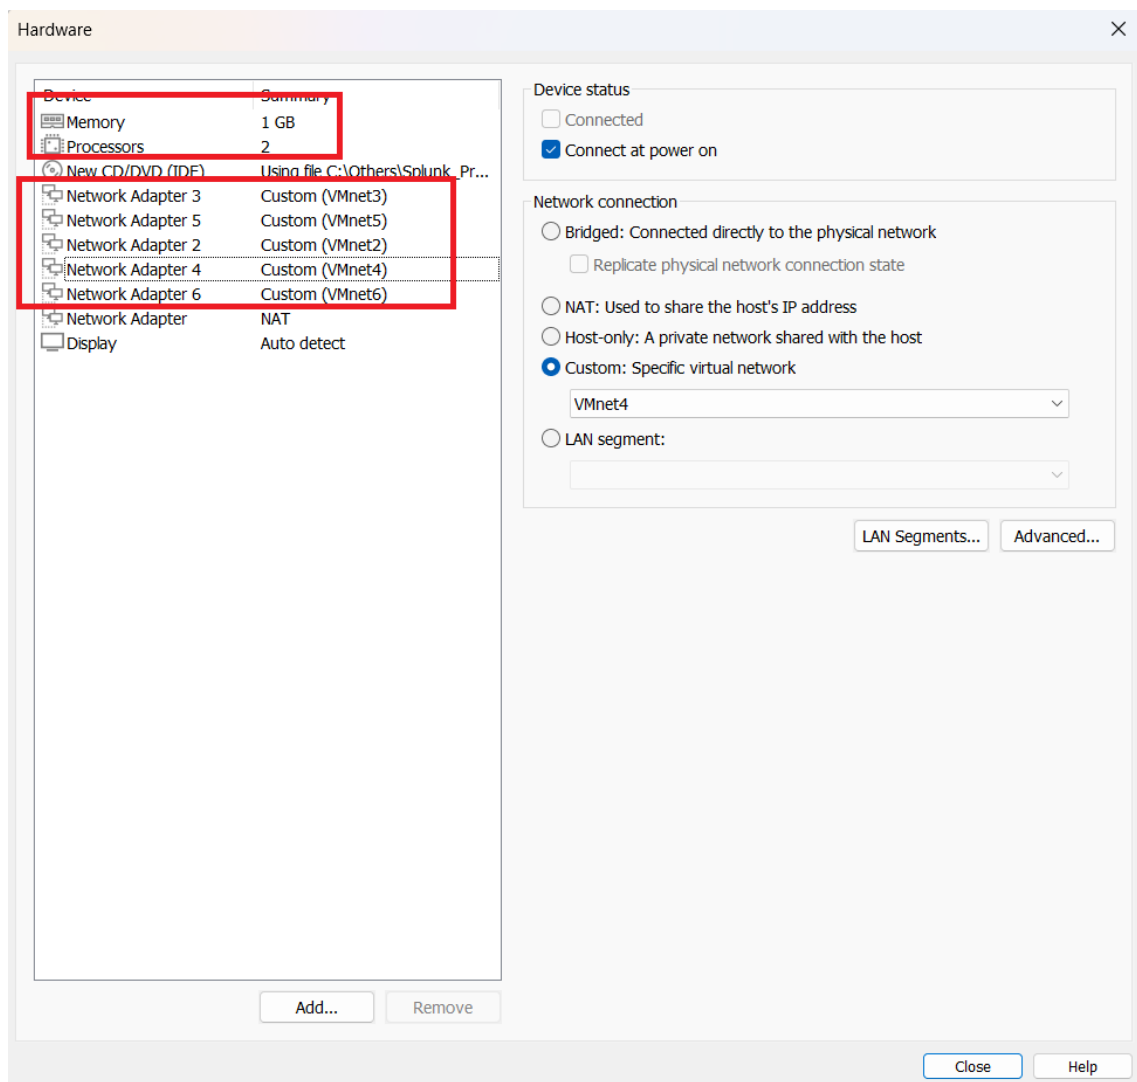 Hardware
Device Summary
Memory 1 GB
Processors 2
New CD/DVD (IDE) Using file C:\Others\Splunk_Pr...
Network Adapter 3 Custom (VMnet3)
Network Adapter 5 Custom (VMnet5)
Network Adapter 2 Custom (VMnet2)
Network Adapter 4 Custom (VMnet4)
Network Adapter 6 Custom (VMnet6)
Network Adapter NAT
Display Auto detect
Add... Remove
Device status
Connected
Connect at power on
Network connection
Bridged: Connected directly to the physical network
Replicate physical network connection state
NAT: Used to share the host's IP address
Host-only: A private network shared with the host
Custom: Specific virtual network
VMnet4
LAN segment:
LAN Segments... Advanced...
Close Help